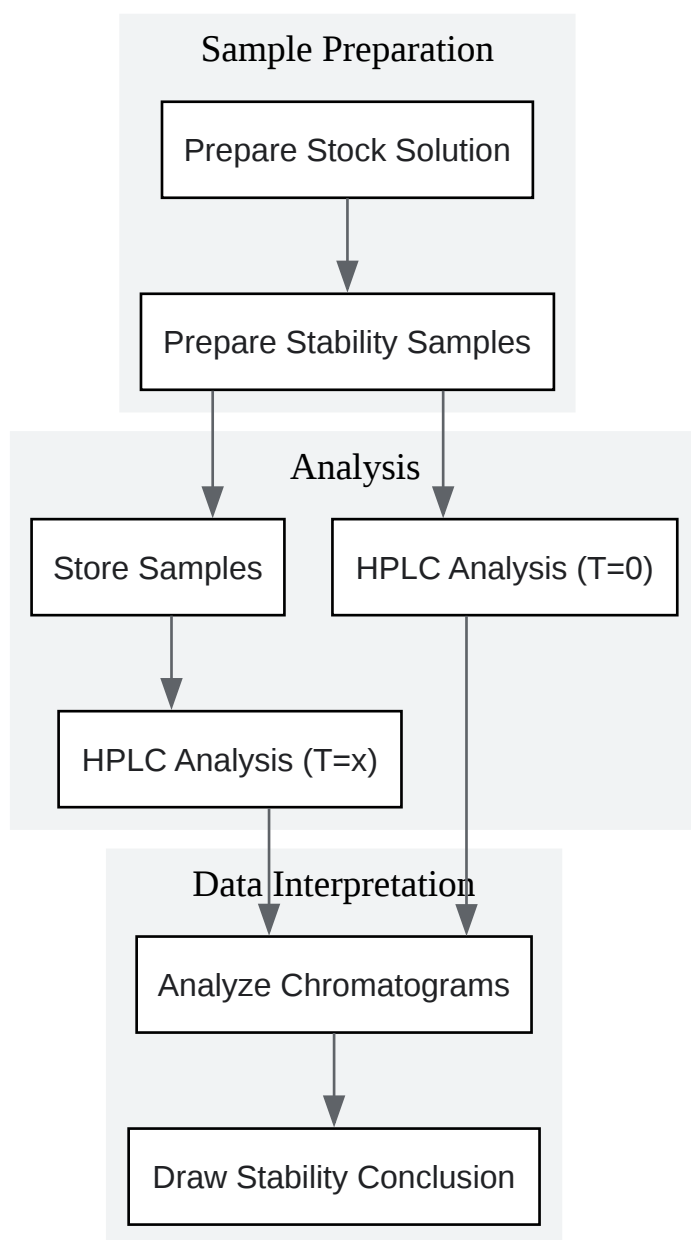 Sample Preparation
Prepare Stock Solution
Prepare Stability Samples
Analysis
Store Samples
HPLC Analysis (T=0)
HPLC Analysis (T=x)
Data Interpretation
Analyze Chromatograms
Draw Stability Conclusion